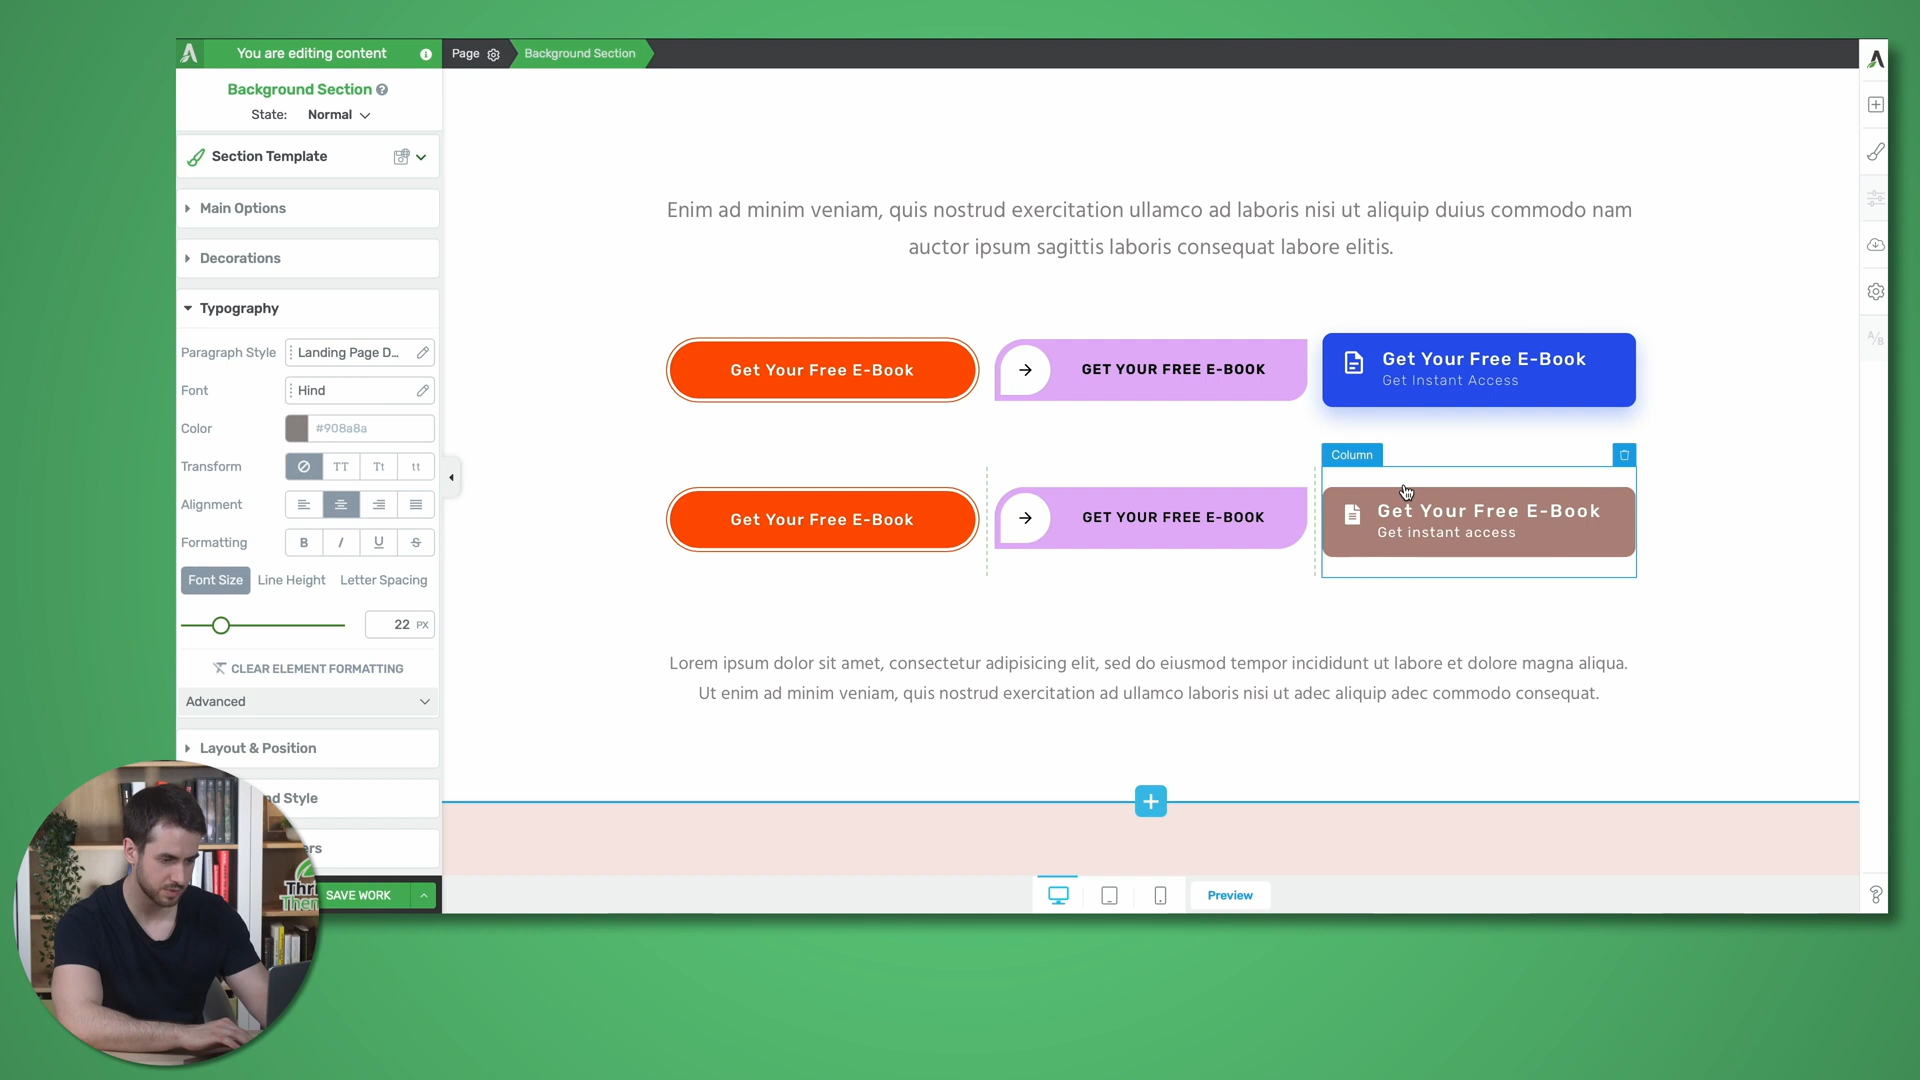 You are editing content
Page
Background Section
Background Section
State: Normal
Section Template
Main Options
Decorations
Typography
Paragraph Style
Landing Page D...
Font
Hind
Color
#908a8a
Transform
TT
Tt
tt
Alignment
Formatting
B
I
U
S
Font Size
Line Height
Letter Spacing
22 PX
CLEAR ELEMENT FORMATTING
Advanced
Layout & Position
nd Style
ers
SAVE WORK
Enim ad minim veniam, quis nostrud exercitation ullamco ad laboris nisi ut aliquip duius commodo nam
auctor ipsum sagittis laboris consequat labore elitis.
Get Your Free E-Book
GET YOUR FREE E-BOOK
Get Your Free E-Book
Get Instant Access
Column
Get Your Free E-Book
GET YOUR FREE E-BOOK
Get Your Free E-Book
Get instant access
Lorem ipsum dolor sit amet, consectetur adipisicing elit, sed do eiusmod tempor incididunt ut labore et dolore magna aliqua.
Ut enim ad minim veniam, quis nostrud exercitation ad ullamco laboris nisi ut adec aliquip adec commodo consequat.
Preview
A/B
Thri
Them